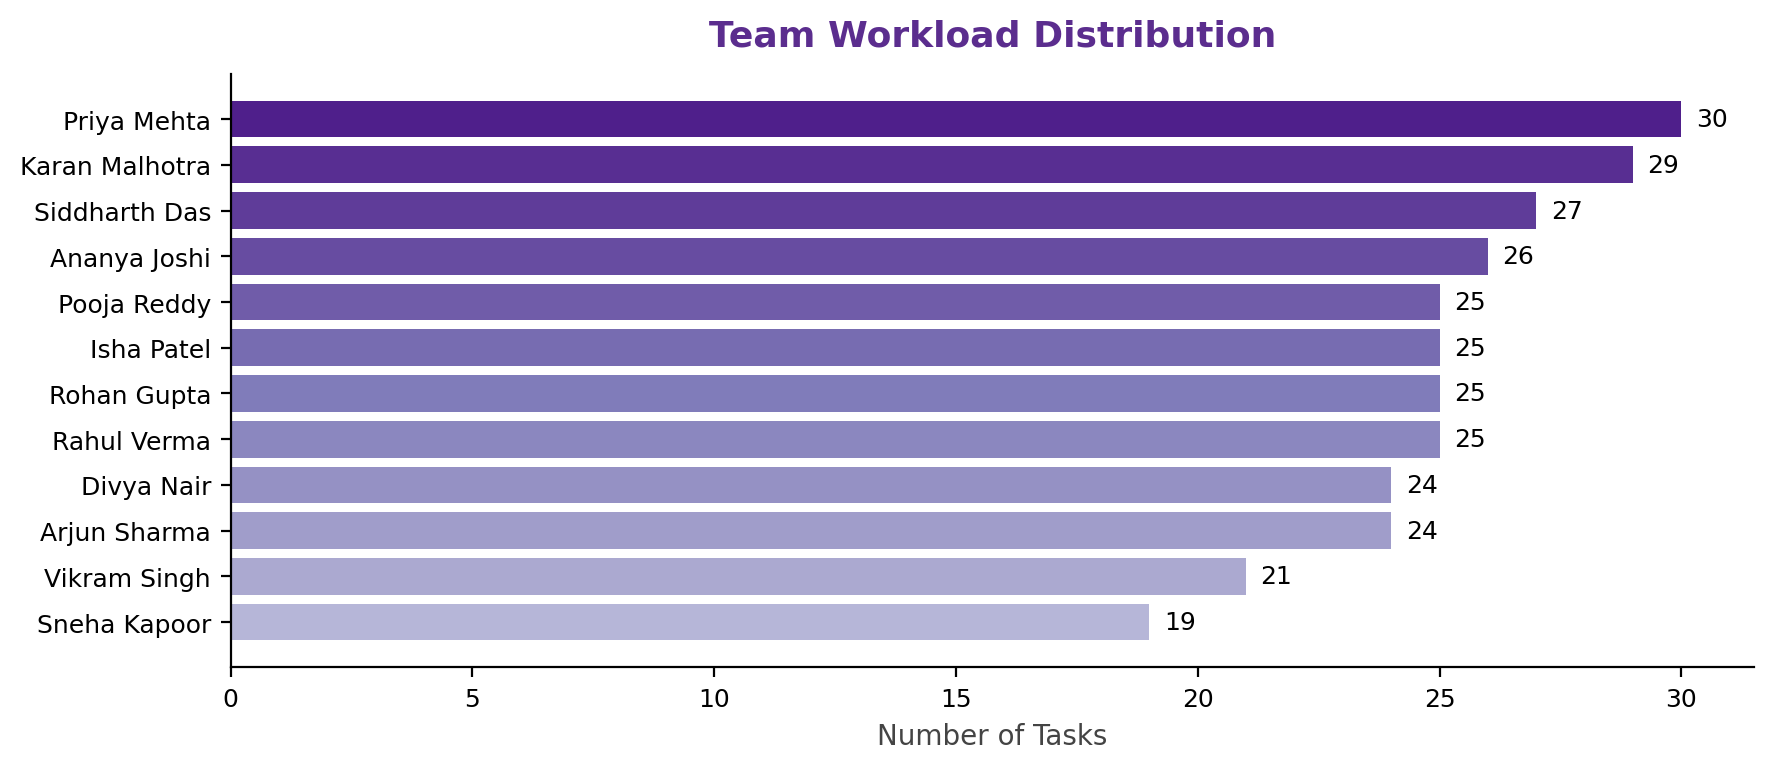 Team Workload Distribution
Priya Mehta 30
Karan Malhotra 29
Siddharth Das 27
Ananya Joshi 26
Pooja Reddy 25
Isha Patel 25
Rohan Gupta 25
Rahul Verma 25
Divya Nair 24
Arjun Sharma 24
Vikram Singh 21
Sneha Kapoor 19
0 5 10 15 20 25 30
Number of Tasks